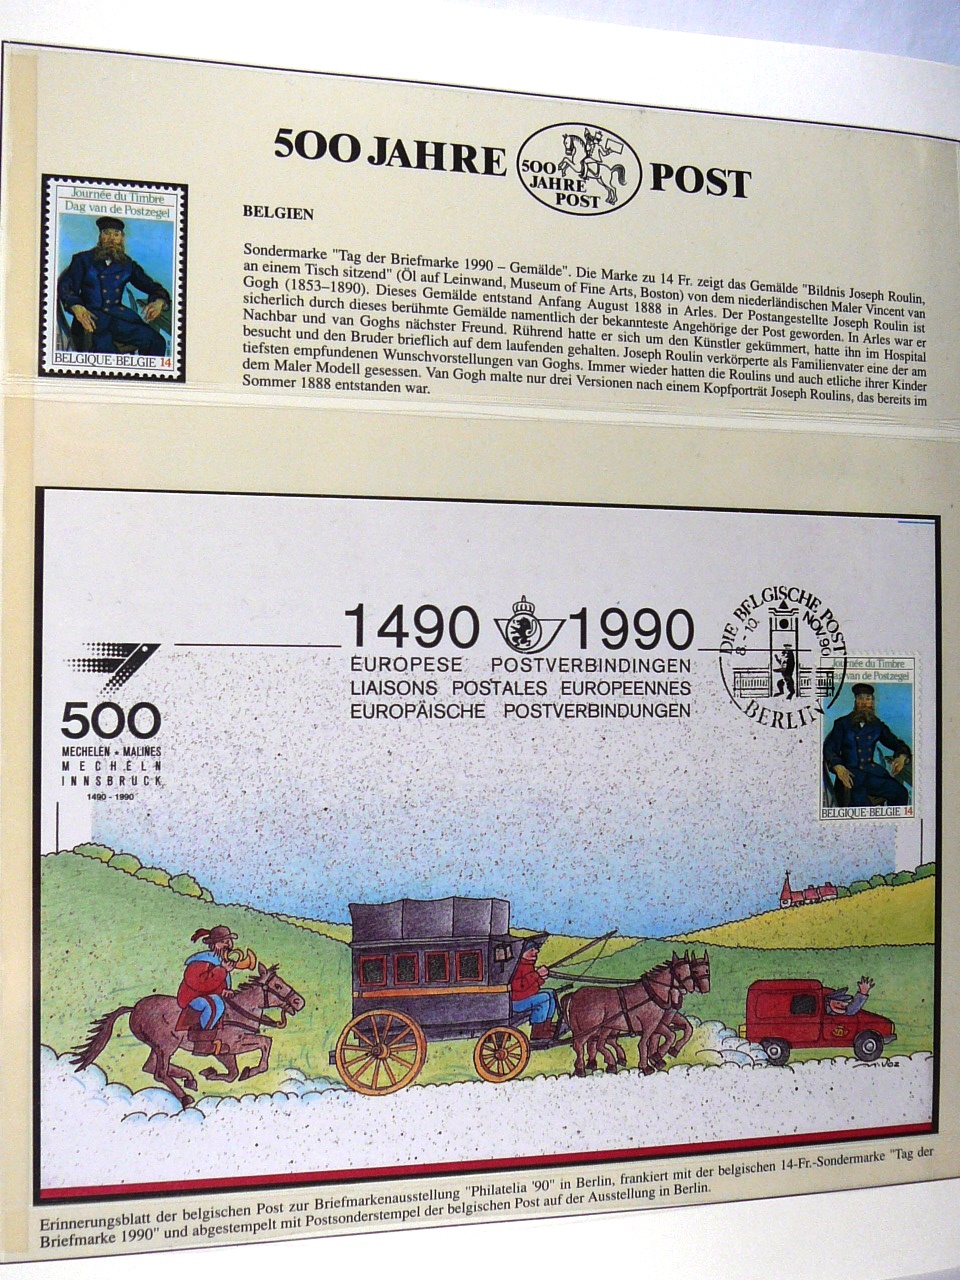 500 JAHRE POST
500
JAHRE
POST
Journée du Timbre
Dag van de Postzegel
BELGIQUE·BELGIE 14
BELGIEN
Sondermarke "Tag der Briefmarke 1990 – Gemälde". Die Marke zu 14 Fr. zeigt das Gemälde "Bildnis Joseph Roulin,
an einem Tisch sitzend" (Öl auf Leinwand, Museum of Fine Arts, Boston) von dem niederländischen Maler Vincent van
Gogh (1853–1890). Dieses Gemälde entstand Anfang August 1888 in Arles. Der Postangestellte Joseph Roulin ist
sicherlich durch dieses berühmte Gemälde namentlich der bekannteste Angehörige der Post geworden. In Arles war er
Nachbar und van Goghs nächster Freund. Rührend hatte er sich um den Künstler gekümmert, hatte ihn im Hospital
besucht und den Bruder brieflich auf dem laufenden gehalten. Joseph Roulin verkörperte als Familienvater eine der am
tiefsten empfundenen Wunschvorstellungen van Goghs. Immer wieder hatten die Roulins und auch etliche ihrer Kinder
dem Maler Modell gesessen. Van Gogh malte nur drei Versionen nach einem Kopfporträt Joseph Roulins, das bereits im
Sommer 1888 entstanden war.
1490 1990
EUROPESE POSTVERBINDINGEN
LIAISONS POSTALES EUROPEENNES
EUROPÄISCHE POSTVERBINDUNGEN
500
MECHELEN • MALINES
MECHELN
INNSBRUCK
1490 - 1990
DIE BELGISCHE POST
8.-10. NOV. 90
BERLIN
Journée du Timbre
Dag van de Postzegel
BELGIQUE·BELGIE 14
Erinnerungsblatt der belgischen Post zur Briefmarkenausstellung "Philatelia '90" in Berlin, frankiert mit der belgischen 14-Fr.-Sondermarke "Tag der
Briefmarke 1990" und abgestempelt mit Postsonderstempel der belgischen Post auf der Ausstellung in Berlin.